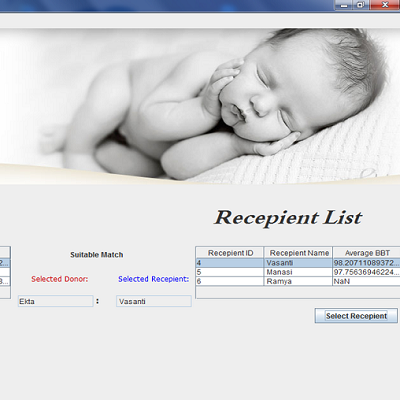 Recepient List
Suitable Match
Selected Donor: Selected Recepient:
Ekta : Vasanti
Recepient ID Recepient Name Average BBT
4 Vasanti 98.20711089372...
5 Manasi 97.75636946224...
6 Ramya NaN
Select Recepient